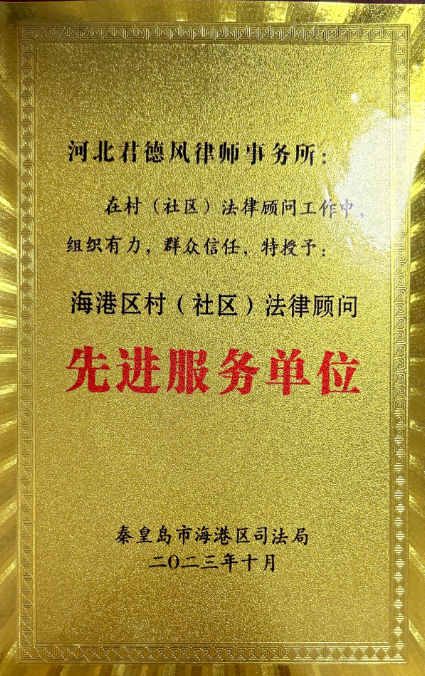 河北君德风律师事务所：
在村（社区）法律顾问工作中，
组织有力，群众信任，特授予：
海港区村（社区）法律顾问
先进服务单位
秦皇岛市海港区司法局
二〇二三年十月